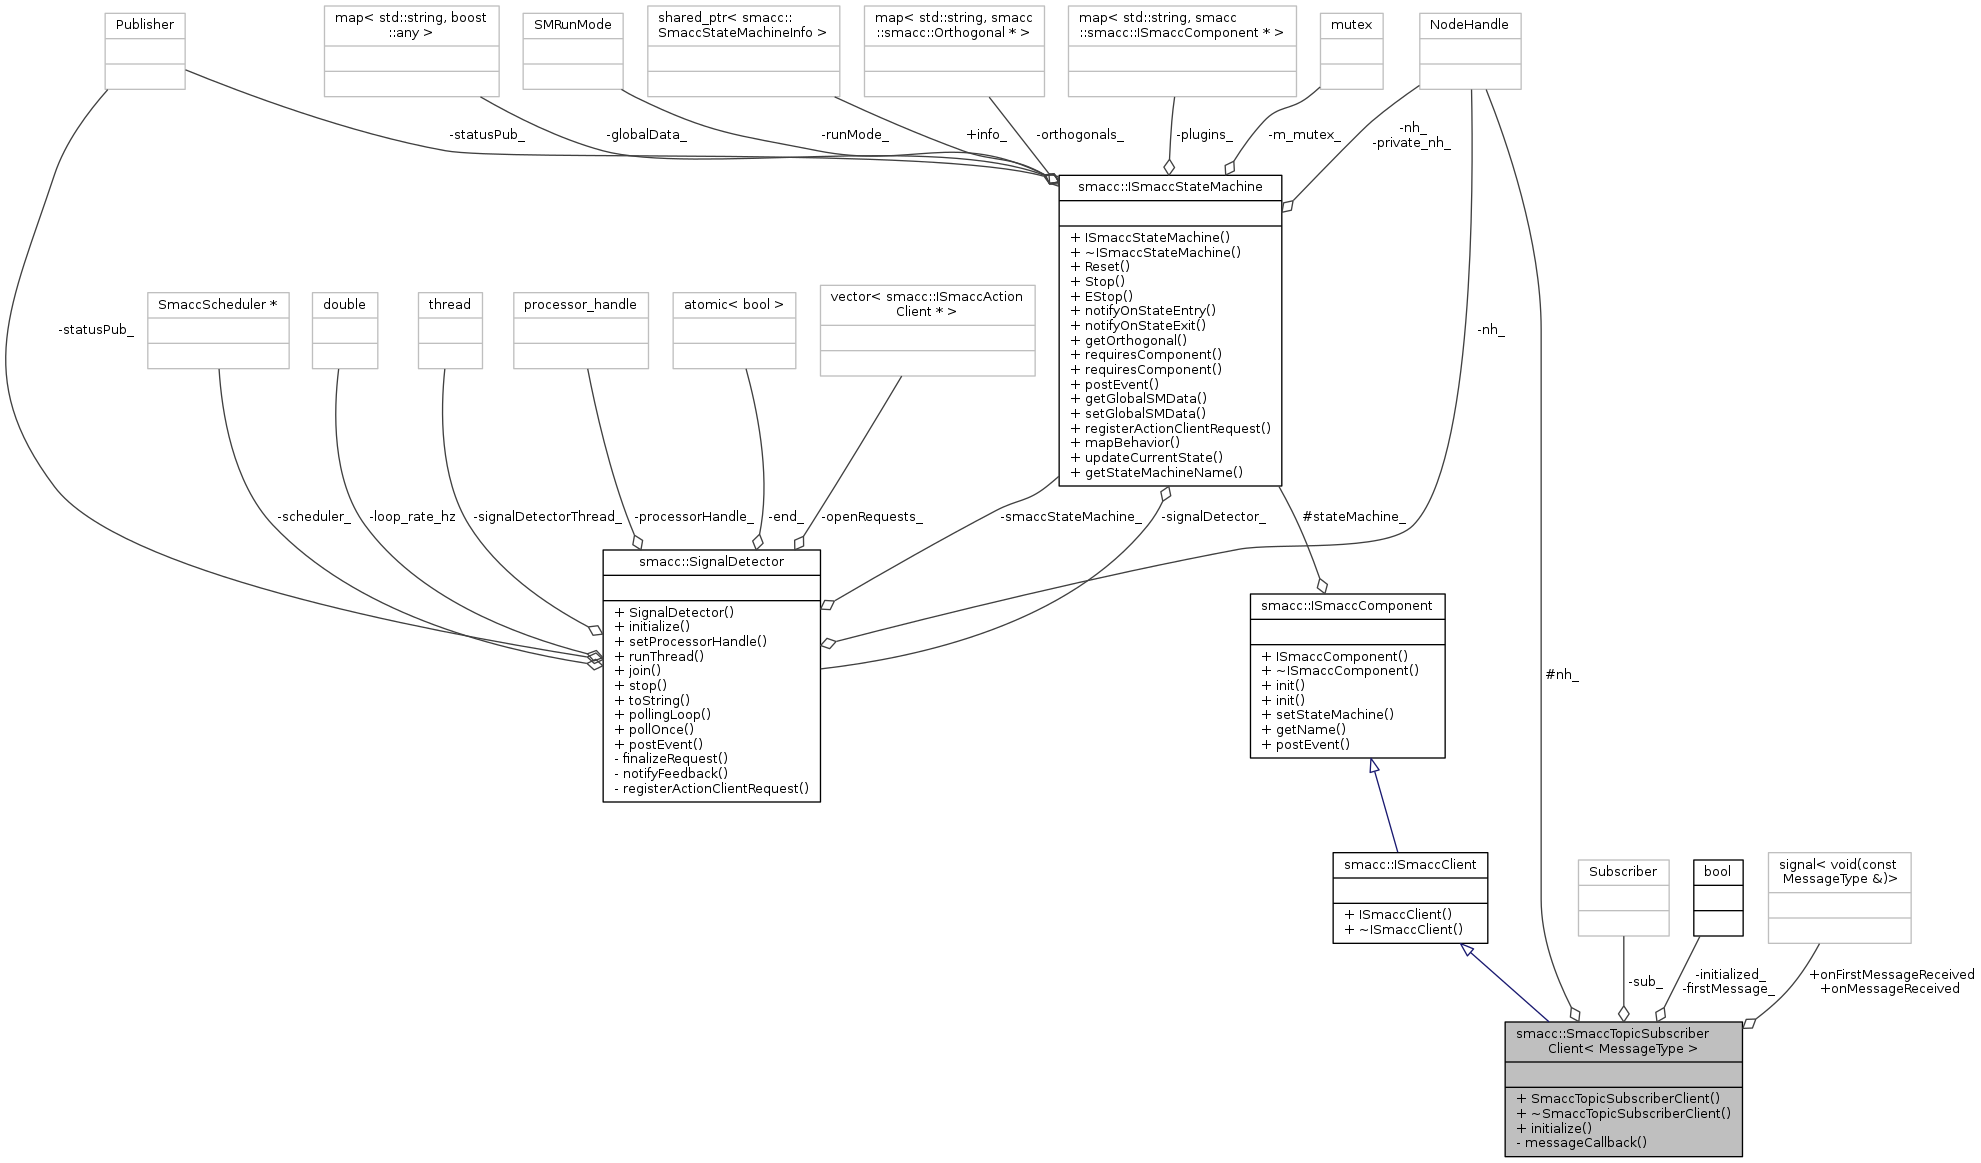 Publisher
map< std::string, boost
::any >
SMRunMode
shared_ptr< smacc::
SmaccStateMachineInfo >
map< std::string, smacc
::smacc::Orthogonal * >
map< std::string, smacc
::smacc::ISmaccComponent * >
mutex
NodeHandle
-statusPub_
-globalData_
-runMode_
+info_
-orthogonals_
-plugins_
-m_mutex_
-nh_
-private_nh_
smacc::ISmaccStateMachine
+ ISmaccStateMachine()
+ ~ISmaccStateMachine()
+ Reset()
+ Stop()
+ EStop()
+ notifyOnStateEntry()
+ notifyOnStateExit()
+ getOrthogonal()
+ requiresComponent()
+ requiresComponent()
+ postEvent()
+ getGlobalSMData()
+ setGlobalSMData()
+ registerActionClientRequest()
+ mapBehavior()
+ updateCurrentState()
+ getStateMachineName()
-statusPub_
SmaccScheduler *
double
thread
processor_handle
atomic< bool >
vector< smacc::ISmaccAction
Client * >
-nh_
-scheduler_
-loop_rate_hz
-signalDetectorThread_
-processorHandle_
-end_
-openRequests_
-smaccStateMachine_
-signalDetector_
#stateMachine_
smacc::SignalDetector
+ SignalDetector()
+ initialize()
+ setProcessorHandle()
+ runThread()
+ join()
+ stop()
+ toString()
+ pollingLoop()
+ pollOnce()
+ postEvent()
- finalizeRequest()
- notifyFeedback()
- registerActionClientRequest()
smacc::ISmaccComponent
+ ISmaccComponent()
+ ~ISmaccComponent()
+ init()
+ init()
+ setStateMachine()
+ getName()
+ postEvent()
#nh_
smacc::ISmaccClient
+ ISmaccClient()
+ ~ISmaccClient()
Subscriber
bool
signal< void(const
MessageType &)>
-sub_
-initialized_
-firstMessage_
+onFirstMessageReceived
+onMessageReceived
smacc::SmaccTopicSubscriber
Client< MessageType >
+ SmaccTopicSubscriberClient()
+ ~SmaccTopicSubscriberClient()
+ initialize()
- messageCallback()